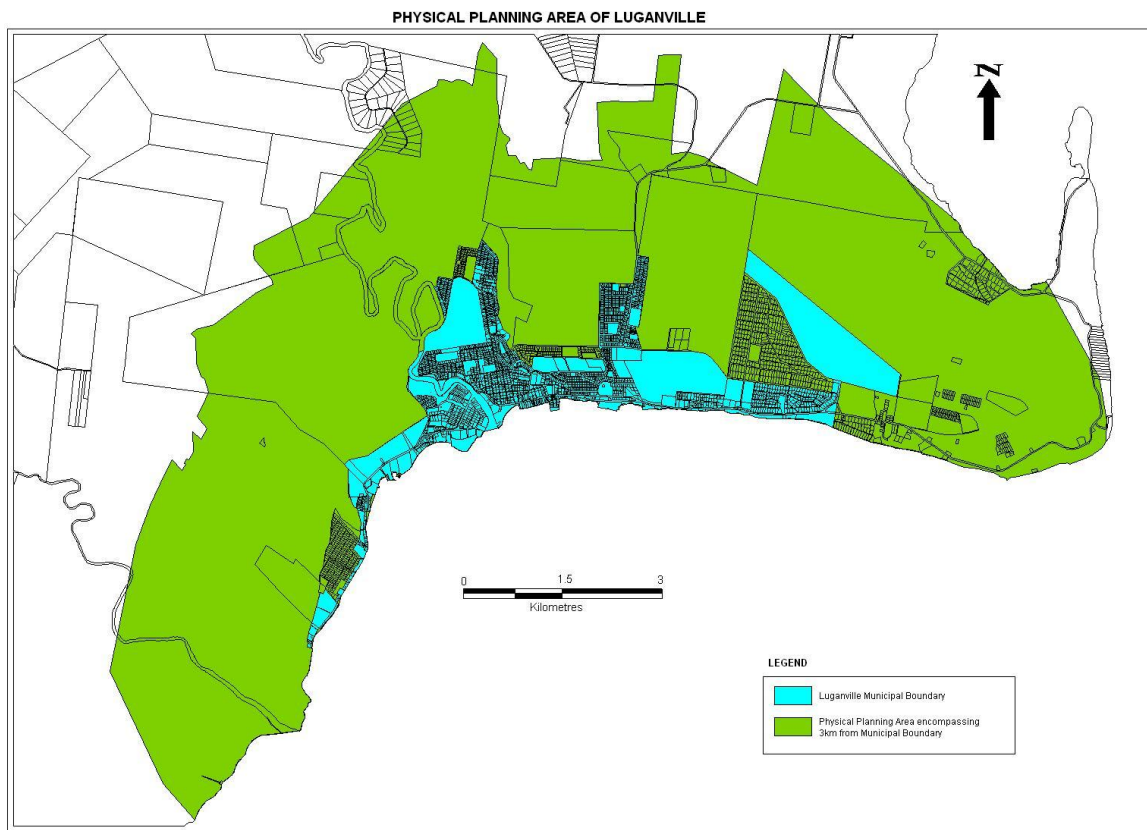 PHYSICAL PLANNING AREA OF LUGANVILLE
N
0 1.5 3
Kilometres
LEGEND
Luganville Municipal Boundary
Physical Planning Area encompassing
3km from Municipal Boundary